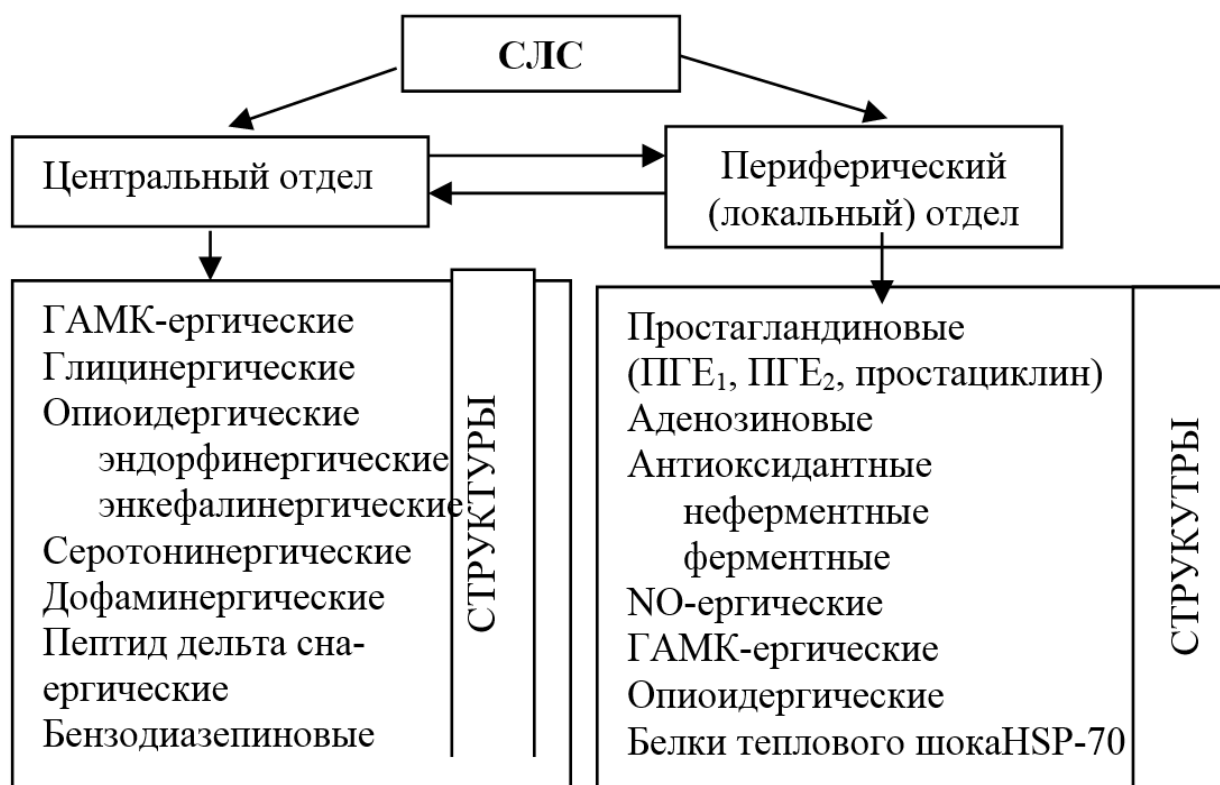 СЛС
Центральный отдел
Периферический
(локальный) отдел
ГАМК-ергические
Глицинергические
Опиоидергические
эндорфинергические
энкефалинергические
Серотонинергические
Дофаминергические
Пептид дельта сна-
ергические
Бензодиазепиновые
СТРУКТУРЫ
Простагландиновые
(ПГЕ₁, ПГЕ₂, простациклин)
Аденозиновые
Антиоксидантные
неферментные
ферментные
NO-ергические
ГАМК-ергические
Опиоидергические
Белки теплового шокаHSP-70
СТРУКУТРЫ